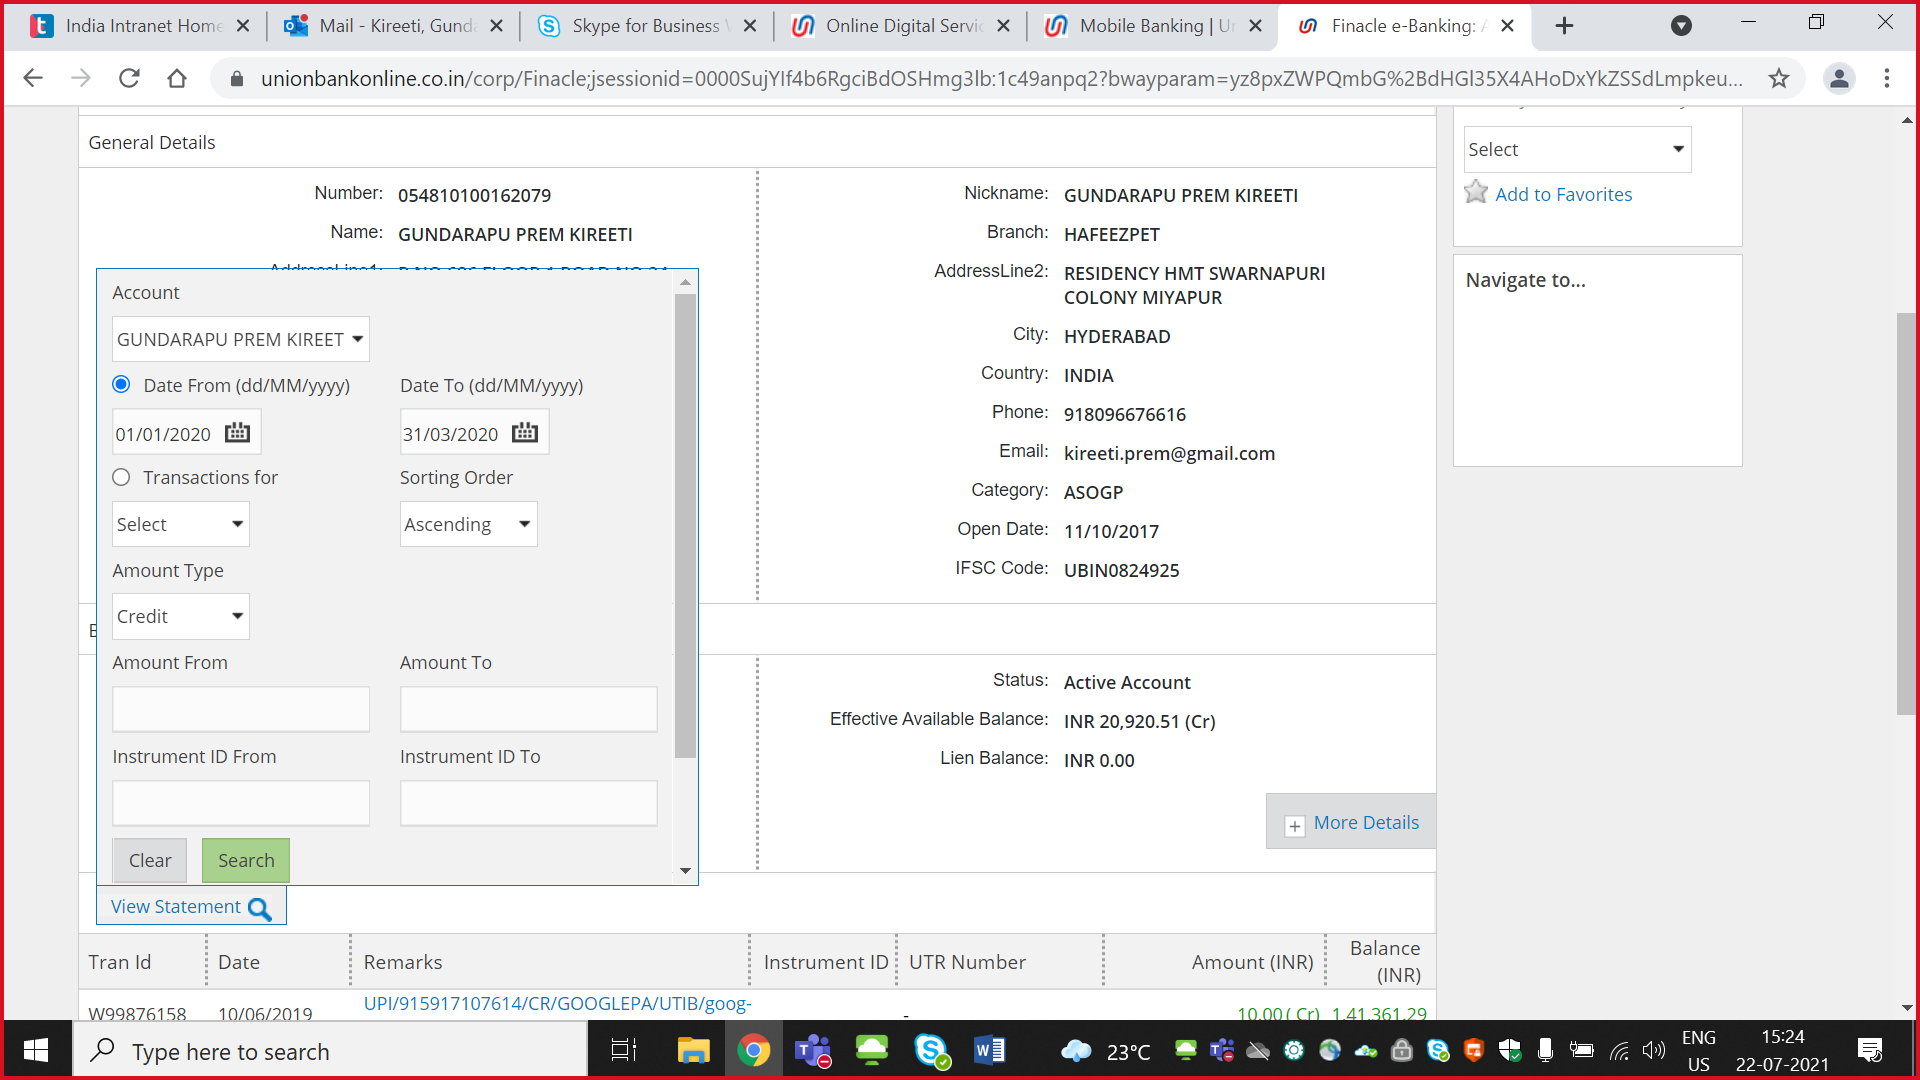 India Intranet Home
Mail - Kireeti, Gunda
Skype for Business
Online Digital Servic
Mobile Banking | Un
Finacle e-Banking: A
unionbankonline.co.in/corp/Finacle;jsessionid=0000SujYIf4b6RgciBdOSHmg3lb:1c49anpq2?bwayparam=yz8pxZWPQmbG%2BdHGl35X4AHoDxYkZSSdLmpkeu...
General Details
Number: 054810100162079
Name: GUNDARAPU PREM KIREETI
Nickname: GUNDARAPU PREM KIREETI
Branch: HAFEEZPET
AddressLine2: RESIDENCY HMT SWARNAPURI
COLONY MIYAPUR
City: HYDERABAD
Country: INDIA
Phone: 918096676616
Email: kireeti.prem@gmail.com
Category: ASOGP
Open Date: 11/10/2017
IFSC Code: UBIN0824925
Select
Add to Favorites
Navigate to...
Account
GUNDARAPU PREM KIREET
Date From (dd/MM/yyyy) Date To (dd/MM/yyyy)
01/01/2020 31/03/2020
Transactions for Sorting Order
Select Ascending
Amount Type
Credit
Amount From Amount To
Instrument ID From Instrument ID To
Clear Search
View Statement
Status: Active Account
Effective Available Balance: INR 20,920.51 (Cr)
Lien Balance: INR 0.00
More Details
Tran Id Date Remarks Instrument ID UTR Number Amount (INR) Balance
(INR)
UPI/915917107614/CR/GOOGLEPA/UTIB/goog-
W99876158 10/06/2019 - 10.00 ( Cr) 1,41,361.29
Type here to search
23°C
ENG
US
15:24
22-07-2021